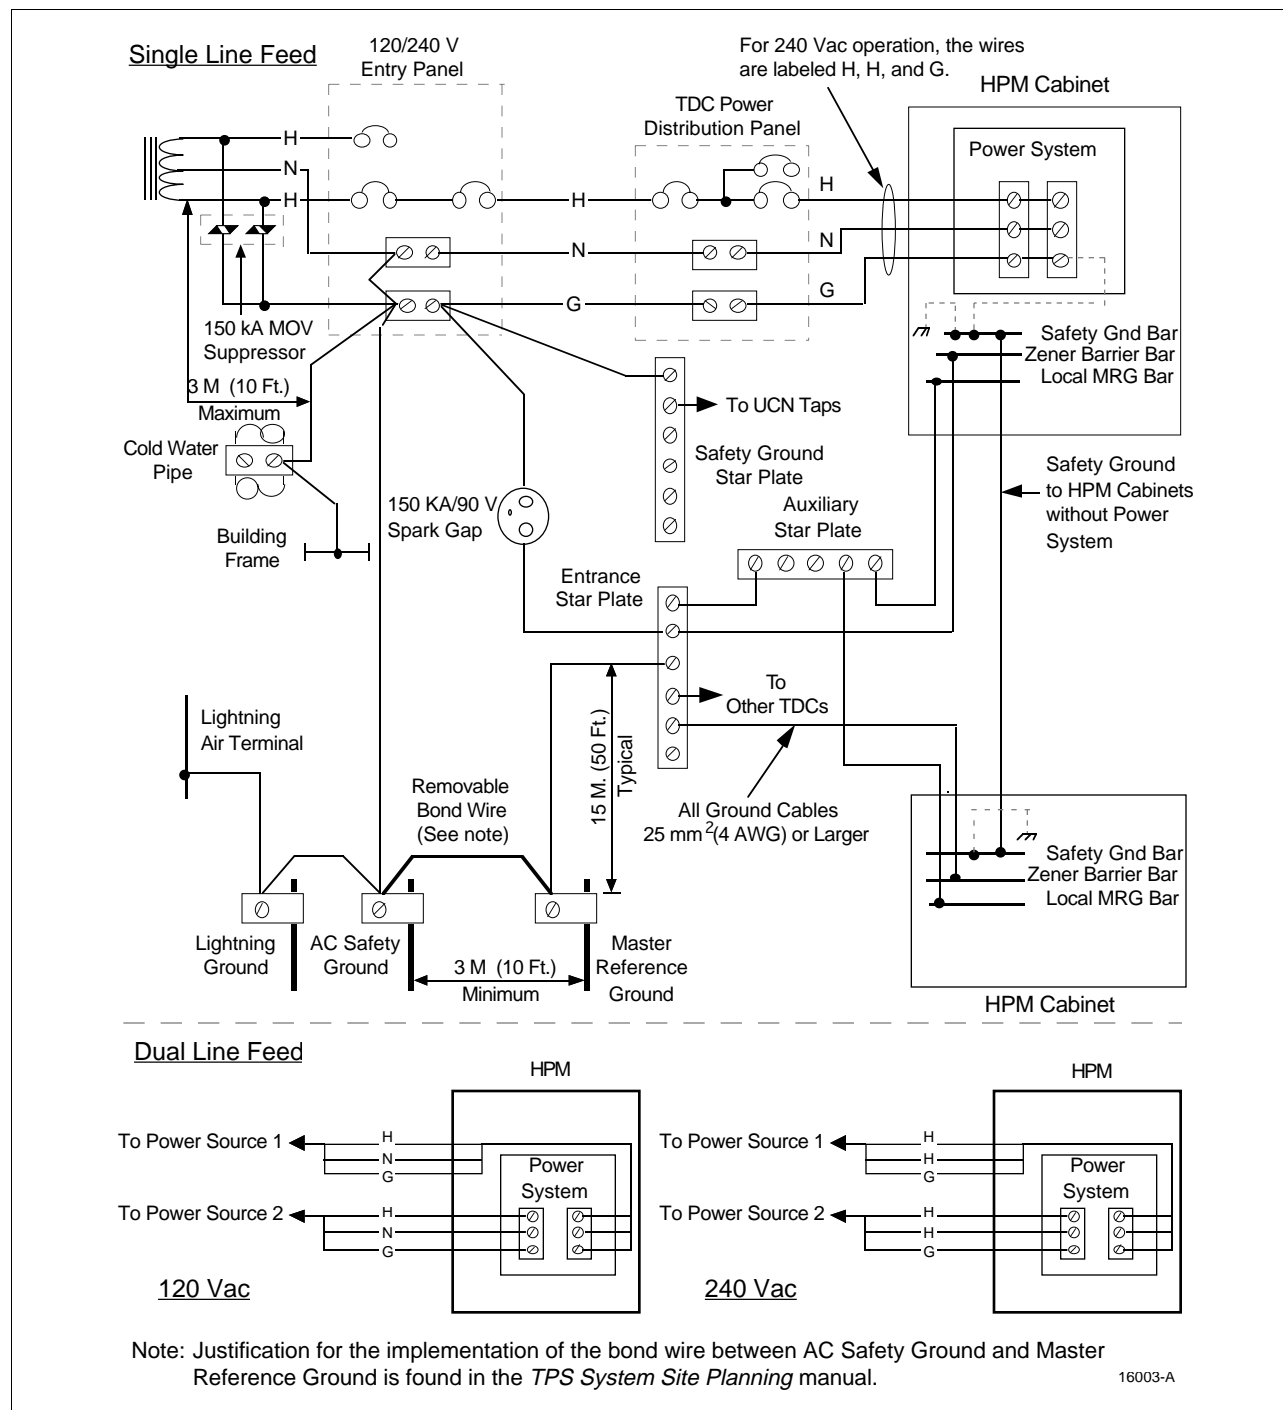 Single Line Feed
120/240 V
Entry Panel
For 240 Vac operation, the wires
are labeled H, H, and G.
HPM Cabinet
TDC Power
Distribution Panel
Power System
H
N
H
H
H
N
N
G
G
150 kA MOV
Suppressor
3 M (10 Ft.)
Maximum
Safety Gnd Bar
Zener Barrier Bar
Local MRG Bar
To UCN Taps
Cold Water
Pipe
Safety Ground
Star Plate
Safety Ground
to HPM Cabinets
without Power
System
150 KA/90 V
Spark Gap
Auxiliary
Star Plate
Building
Frame
Entrance
Star Plate
To
Other TDCs
15 M. (50 Ft.)
Typical
Lightning
Air Terminal
Removable
Bond Wire
(See note)
All Ground Cables
25 mm2(4 AWG) or Larger
Safety Gnd Bar
Zener Barrier Bar
Local MRG Bar
Lightning
Ground
AC Safety
Ground
3 M (10 Ft.)
Minimum
Master
Reference
Ground
HPM Cabinet
Dual Line Feed
HPM
To Power Source 1
H
N
G
Power
System
To Power Source 2
H
N
G
120 Vac
HPM
To Power Source 1
H
H
G
Power
System
To Power Source 2
H
H
G
240 Vac
Note: Justification for the implementation of the bond wire between AC Safety Ground and Master
Reference Ground is found in the TPS System Site Planning manual.
16003-A